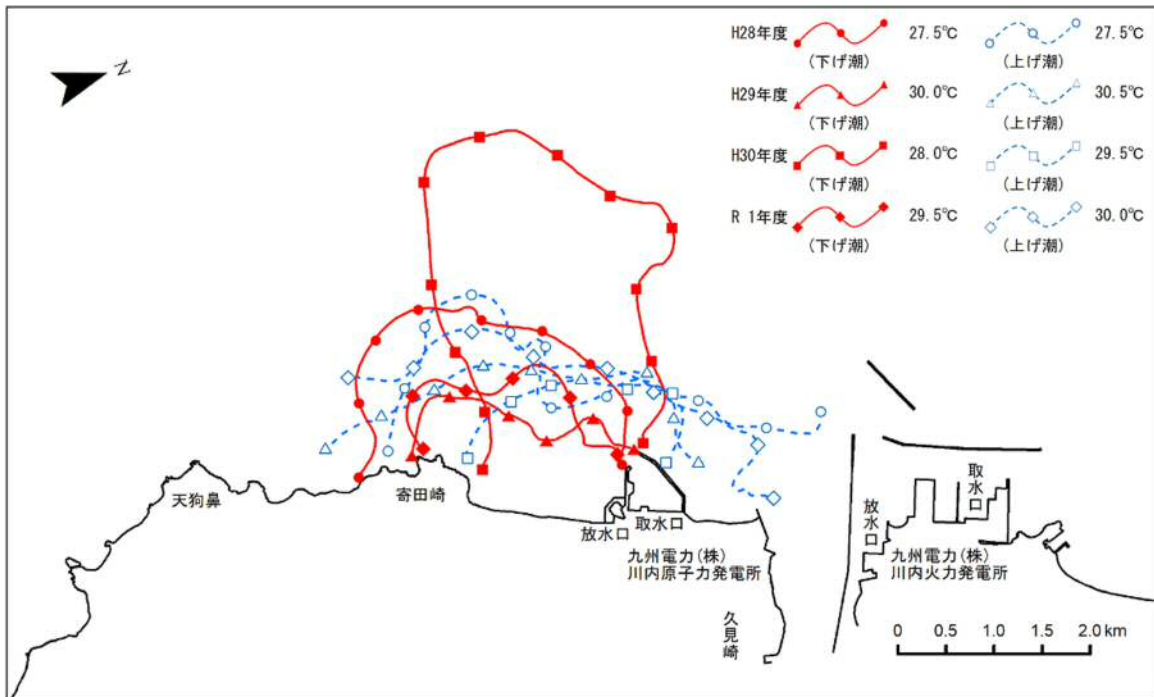 N
H28年度 27.5℃ 27.5℃
(下げ潮) (上げ潮)
H29年度 30.0℃ 30.5℃
(下げ潮) (上げ潮)
H30年度 28.0℃ 29.5℃
(下げ潮) (上げ潮)
R 1年度 29.5℃ 30.0℃
(下げ潮) (上げ潮)
天狗鼻
寄田崎
放水口
取水口
九州電力(株)
川内原子力発電所
久見崎
放水口
取水口
九州電力(株)
川内火力発電所
0 0.5 1.0 1.5 2.0 km